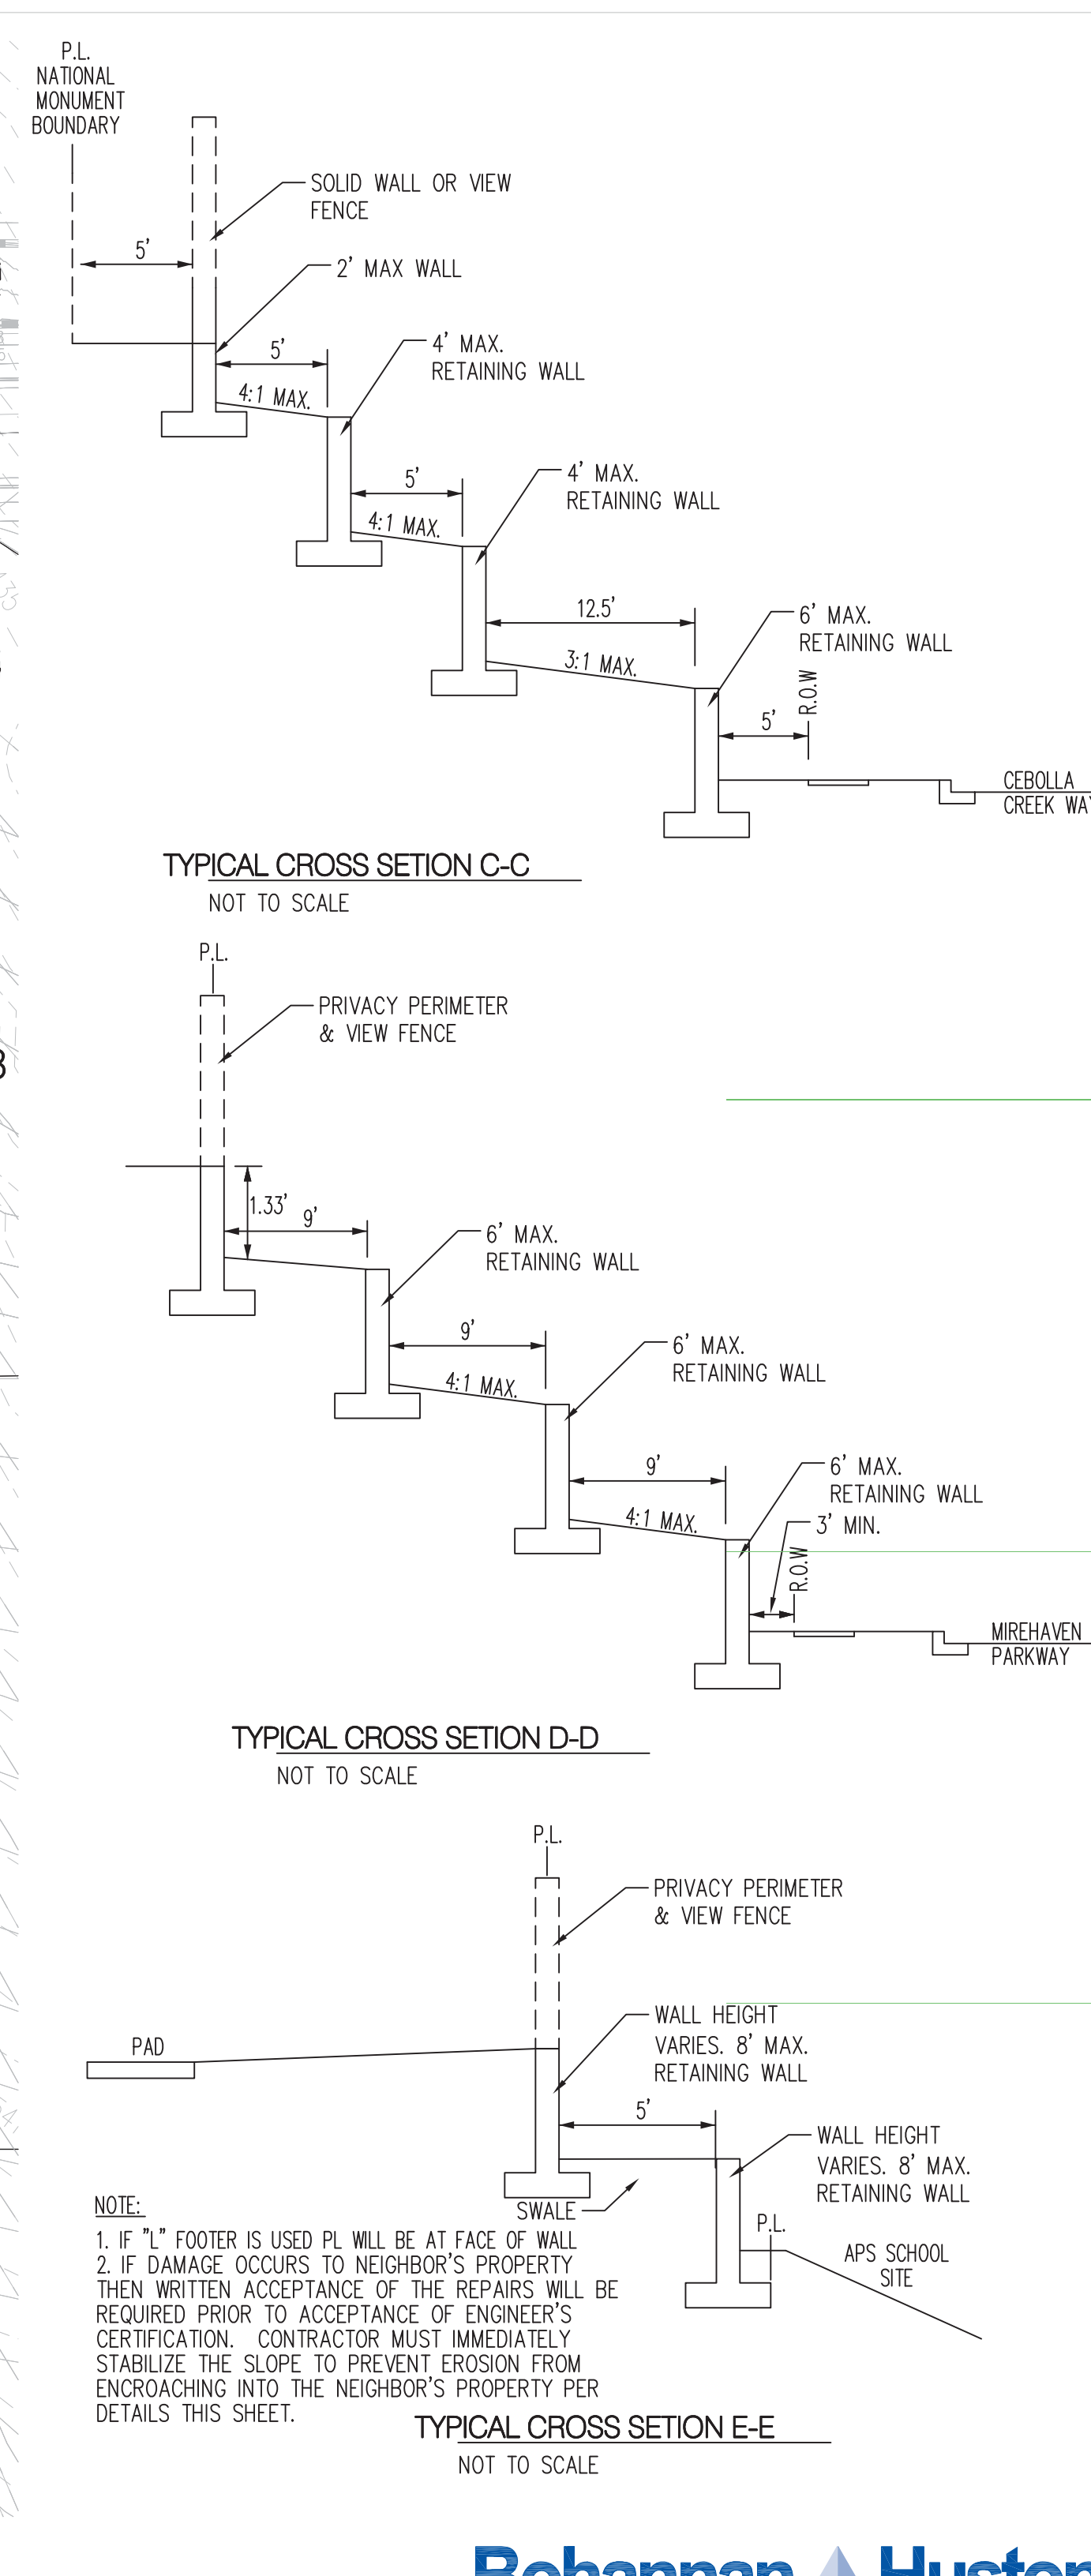 P.L.
NATIONAL
MONUMENT
BOUNDARY
SOLID WALL OR VIEW
FENCE
5'
2' MAX WALL
5'
4' MAX.
RETAINING WALL
4:1 MAX.
5'
4' MAX.
RETAINING WALL
4:1 MAX.
12.5'
6' MAX.
RETAINING WALL
3:1 MAX.
R.O.W
5'
CEBOLLA
CREEK WAY
TYPICAL CROSS SETION C-C
NOT TO SCALE
P.L.
PRIVACY PERIMETER
& VIEW FENCE
1.33'
9'
6' MAX.
RETAINING WALL
9'
6' MAX.
RETAINING WALL
4:1 MAX.
9'
6' MAX.
RETAINING WALL
4:1 MAX.
3' MIN.
R.O.W
MIREHAVEN
PARKWAY
TYPICAL CROSS SETION D-D
NOT TO SCALE
P.L.
PRIVACY PERIMETER
& VIEW FENCE
WALL HEIGHT
VARIES. 8' MAX.
RETAINING WALL
PAD
5'
WALL HEIGHT
VARIES. 8' MAX.
RETAINING WALL
SWALE
P.L.
APS SCHOOL
SITE
NOTE:
1. IF "L" FOOTER IS USED PL WILL BE AT FACE OF WALL
2. IF DAMAGE OCCURS TO NEIGHBOR'S PROPERTY
THEN WRITTEN ACCEPTANCE OF THE REPAIRS WILL BE
REQUIRED PRIOR TO ACCEPTANCE OF ENGINEER'S
CERTIFICATION. CONTRACTOR MUST IMMEDIATELY
STABILIZE THE SLOPE TO PREVENT EROSION FROM
ENCROACHING INTO THE NEIGHBOR'S PROPERTY PER
DETAILS THIS SHEET.
TYPICAL CROSS SETION E-E
NOT TO SCALE
Bohannan Huston